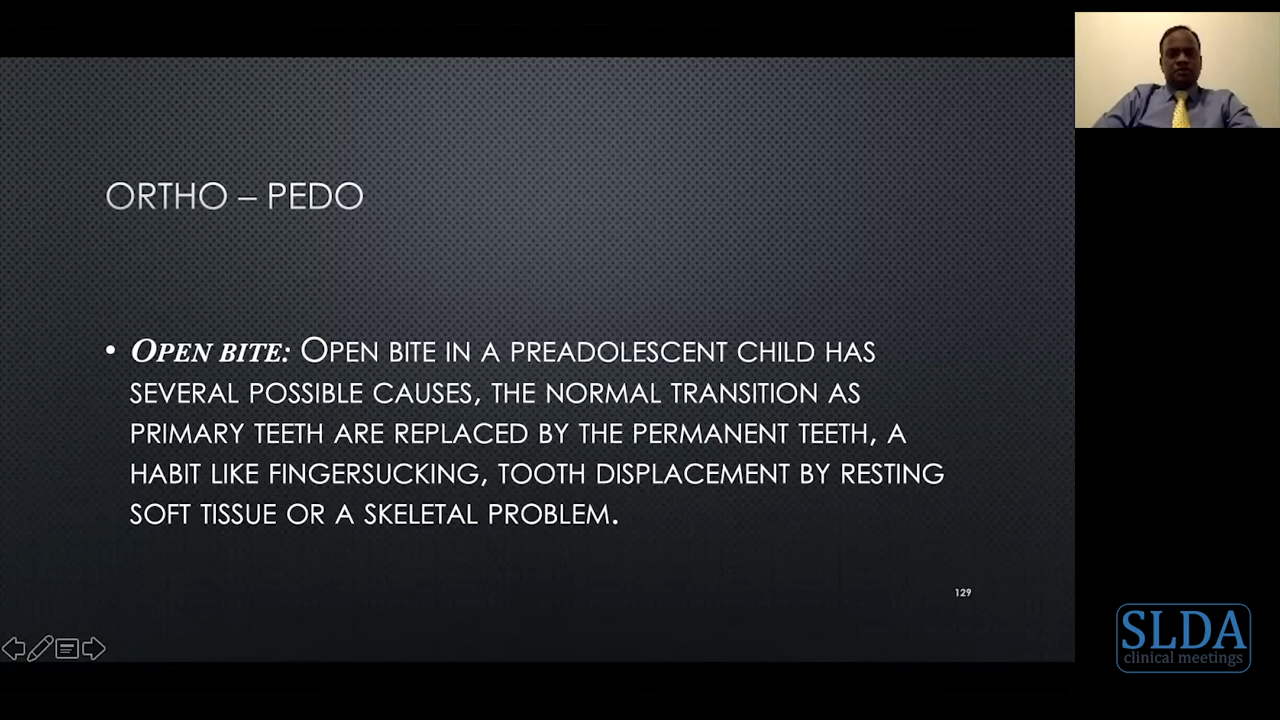 ORTHO – PEDO
• OPEN BITE: OPEN BITE IN A PREADOLESCENT CHILD HAS
SEVERAL POSSIBLE CAUSES, THE NORMAL TRANSITION AS
PRIMARY TEETH ARE REPLACED BY THE PERMANENT TEETH, A
HABIT LIKE FINGERSUCKING, TOOTH DISPLACEMENT BY RESTING
SOFT TISSUE OR A SKELETAL PROBLEM.
129
SLDA
clinical meetings